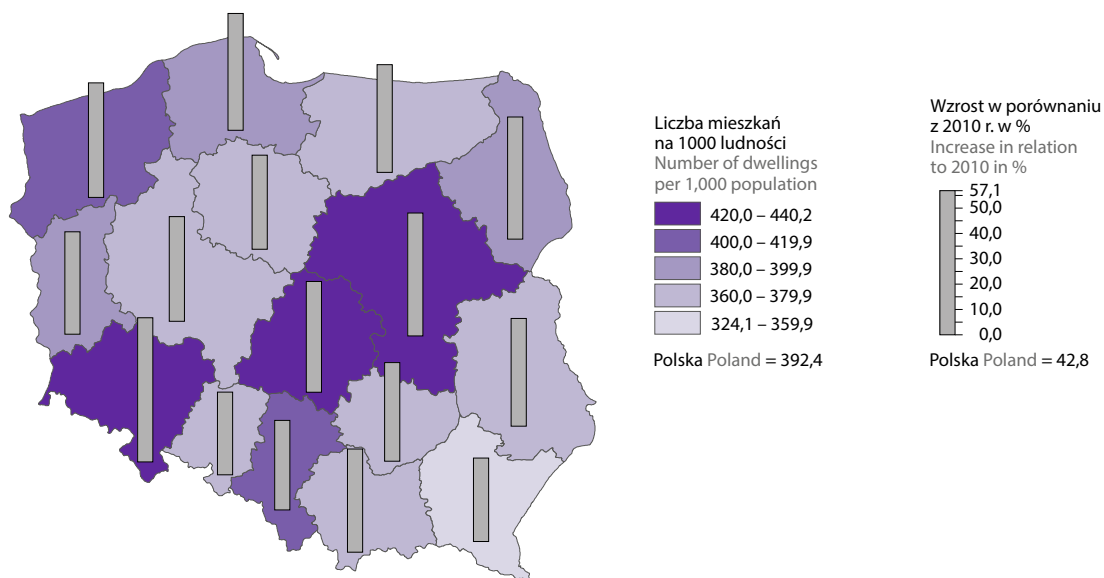 Liczba mieszkań
na 1000 ludności
Number of dwellings
per 1,000 population
420,0 – 440,2
400,0 – 419,9
380,0 – 399,9
360,0 – 379,9
324,1 – 359,9
Polska Poland = 392,4
Wzrost w porównaniu
z 2010 r. w %
Increase in relation
to 2010 in %
57,1
50,0
40,0
30,0
20,0
10,0
0,0
Polska Poland = 42,8